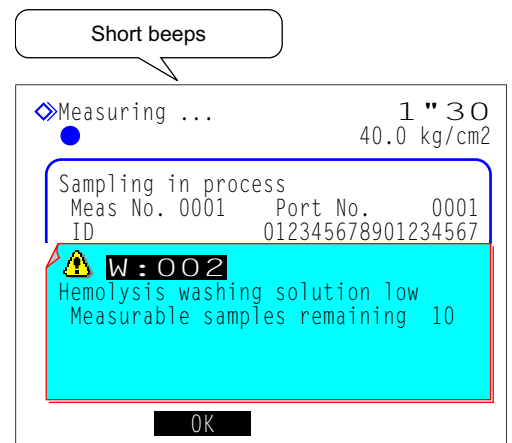 Short beeps
Measuring ... 1"30
40.0 kg/cm2
Sampling in process
Meas No. 0001 Port No. 0001
ID 012345678901234567
W:002
Hemolysis washing solution low
Measurable samples remaining 10
OK